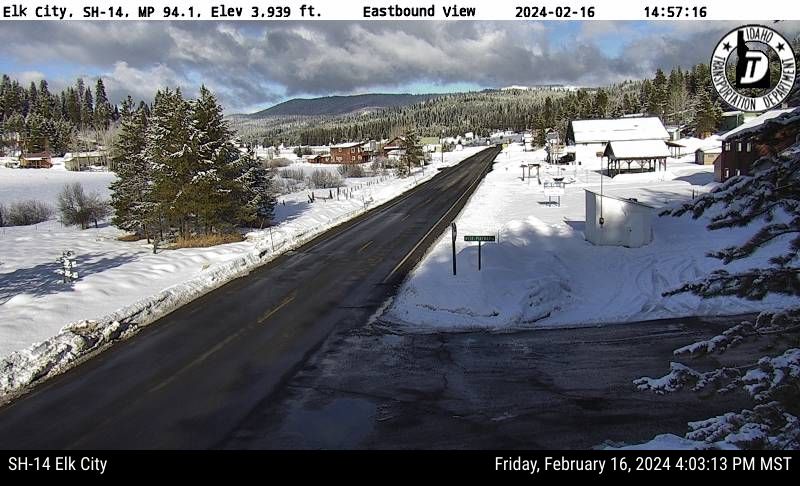 Elk City, SH-14, MP 94.1, Elev 3,939 ft. Eastbound View 2024-02-16 14:57:16
IDAHO
TRANSPORTATION DEPARTMENT
SH-14 Elk City Friday, February 16, 2024 4:03:13 PM MST